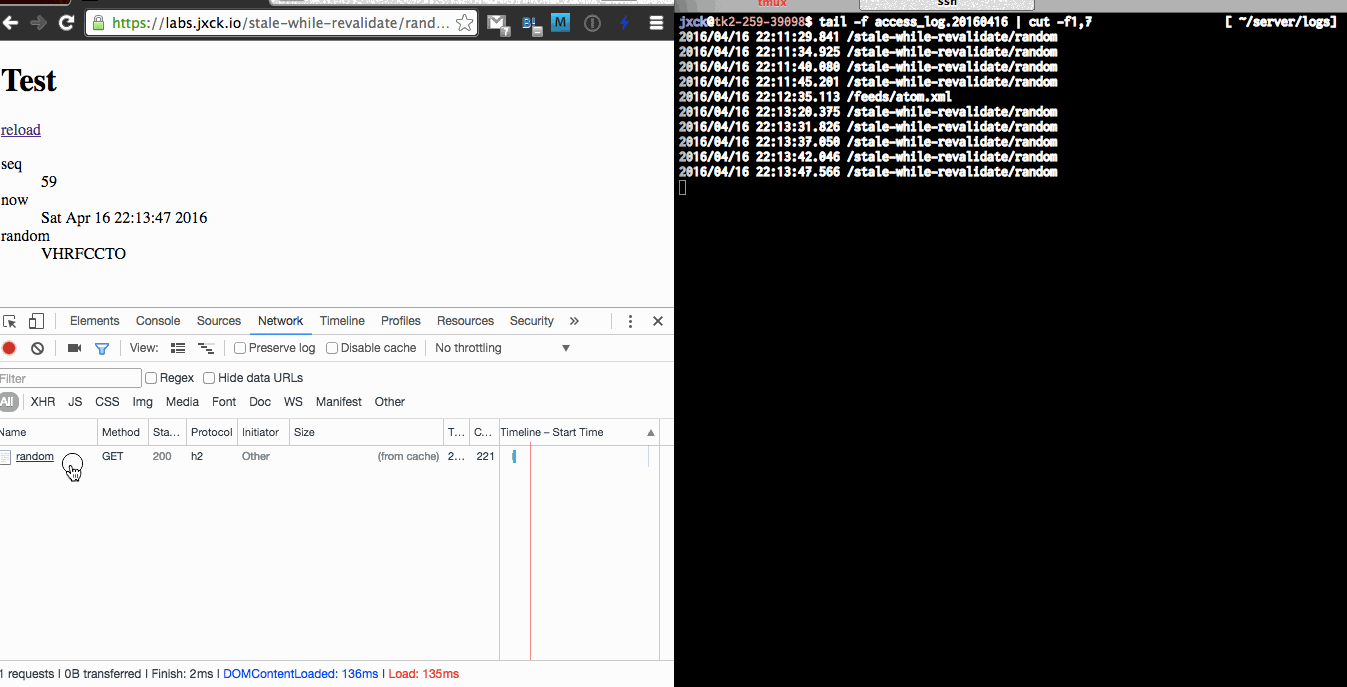 https://labs.jxck.io/stale-while-revalidate/rand...
7
B!
M
Test
reload
seq
59
now
Sat Apr 16 22:13:47 2016
random
VHRFCCTO
Elements Console Sources Network Timeline Profiles Resources Security »
View: Preserve log Disable cache No throttling
Filter Regex Hide data URLs
All XHR JS CSS Img Media Font Doc WS Manifest Other
Name Method Sta... Protocol Initiator Size T... C... Timeline – Start Time
random GET 200 h2 Other (from cache) 2... 221
1 requests | 0B transferred | Finish: 2ms | DOMContentLoaded: 136ms | Load: 135ms
tmux ssh
jxck@tk2-259-39098$ tail -f access_log.20160416 | cut -f1,7 [ ~/server/logs]
2016/04/16 22:11:29.841 /stale-while-revalidate/random
2016/04/16 22:11:34.925 /stale-while-revalidate/random
2016/04/16 22:11:40.080 /stale-while-revalidate/random
2016/04/16 22:11:45.201 /stale-while-revalidate/random
2016/04/16 22:12:35.113 /feeds/atom.xml
2016/04/16 22:13:20.375 /stale-while-revalidate/random
2016/04/16 22:13:31.826 /stale-while-revalidate/random
2016/04/16 22:13:37.050 /stale-while-revalidate/random
2016/04/16 22:13:42.046 /stale-while-revalidate/random
2016/04/16 22:13:47.566 /stale-while-revalidate/random